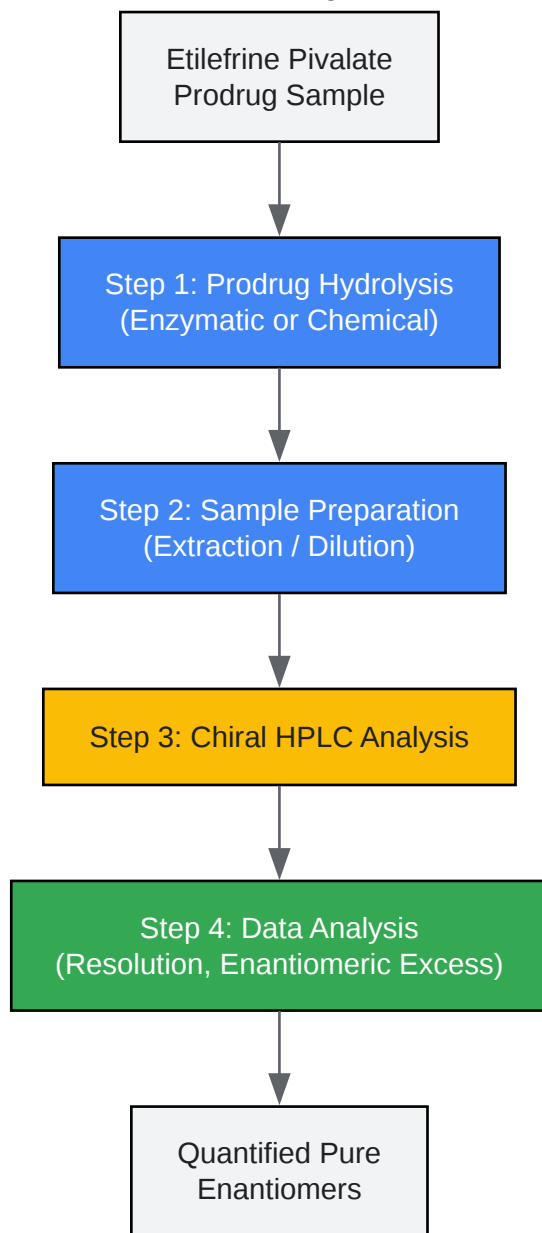 Etilefrine Pivalate
Prodrug Sample
Step 1: Prodrug Hydrolysis
(Enzymatic or Chemical)
Step 2: Sample Preparation
(Extraction / Dilution)
Step 3: Chiral HPLC Analysis
Step 4: Data Analysis
(Resolution, Enantiomeric Excess)
Quantified Pure
Enantiomers